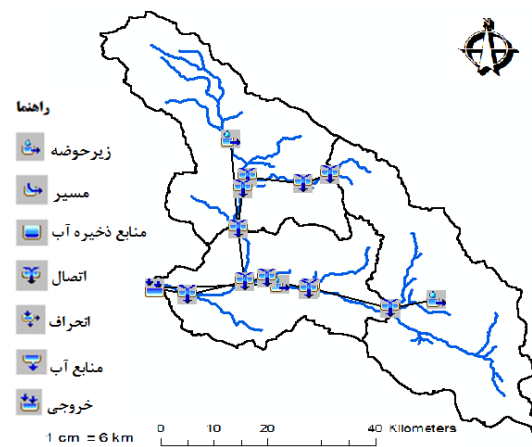 راهنما
زیرحوضه
مسیر
منابع ذخیره آب
اتصال
انحراف
منابع آب
خروجی
1 cm = 6 km
0 10 20 40 Kilometers